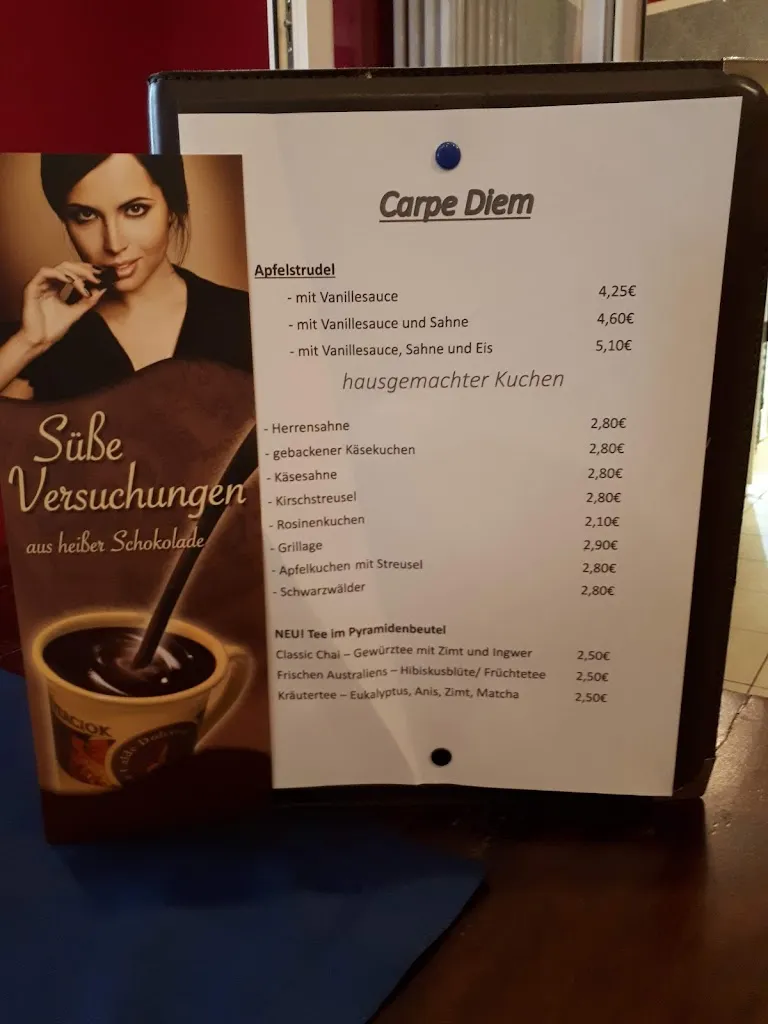 Carpe Diem
Apfelstrudel
- mit Vanillesauce 4,25€
- mit Vanillesauce und Sahne 4,60€
- mit Vanillesauce, Sahne und Eis 5,10€
hausgemachter Kuchen
- Herrensahne 2,80€
- gebackener Käsekuchen 2,80€
- Käsesahne 2,80€
- Kirschstreusel 2,80€
- Rosinenkuchen 2,10€
- Grillage 2,90€
- Apfelkuchen mit Streusel 2,80€
- Schwarzwälder 2,80€
NEU! Tee im Pyramidenbeutel
Classic Chai – Gewürztee mit Zimt und Ingwer 2,50€
Frischen Australiens – Hibiskusblüte/ Früchtetee 2,50€
Kräutertee – Eukalyptus, Anis, Zimt, Matcha 2,50€
Süße
Versuchungen
aus heißer Schokolade